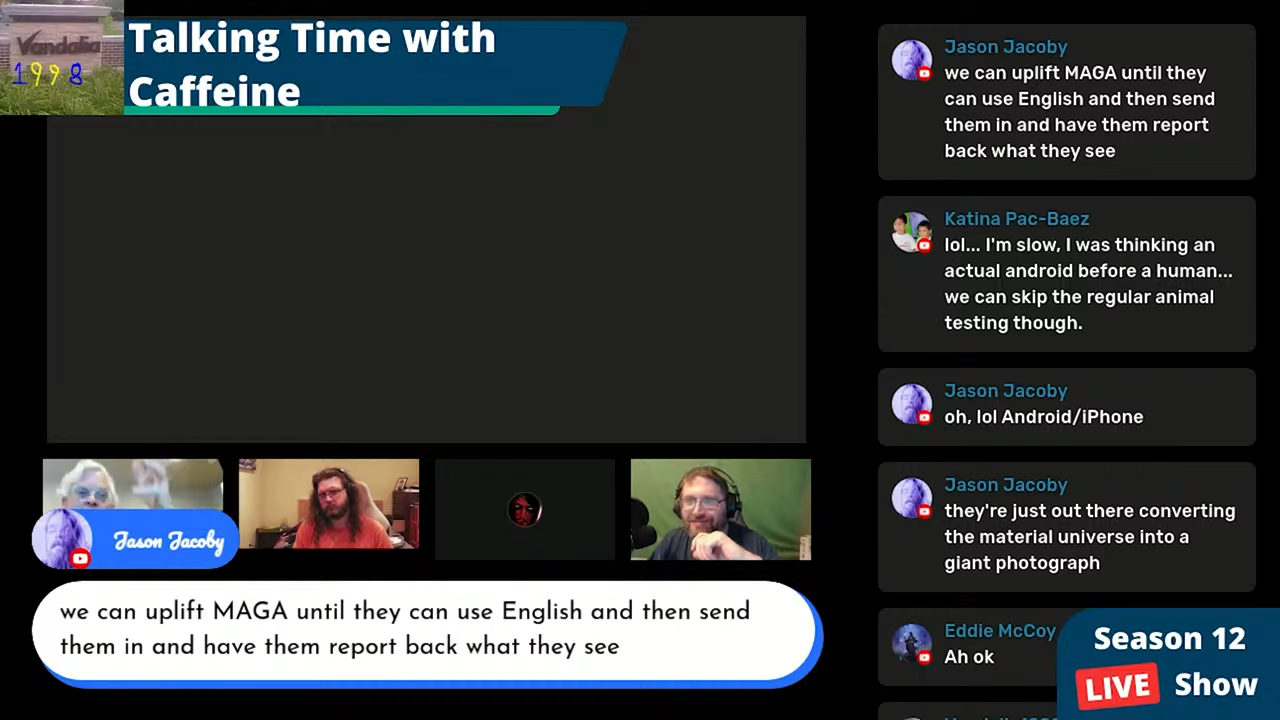 Vandalia
1998
Talking Time with
Caffeine
Jason Jacoby
we can uplift MAGA until they can use English and then send
them in and have them report back what they see
Jason Jacoby
we can uplift MAGA until they
can use English and then send
them in and have them report
back what they see
Katina Pac-Baez
lol... I'm slow, I was thinking an
actual android before a human...
we can skip the regular animal
testing though.
Jason Jacoby
oh, lol Android/iPhone
Jason Jacoby
they're just out there converting
the material universe into a
giant photograph
Eddie McCoy
Ah ok
Season 12
LIVE Show